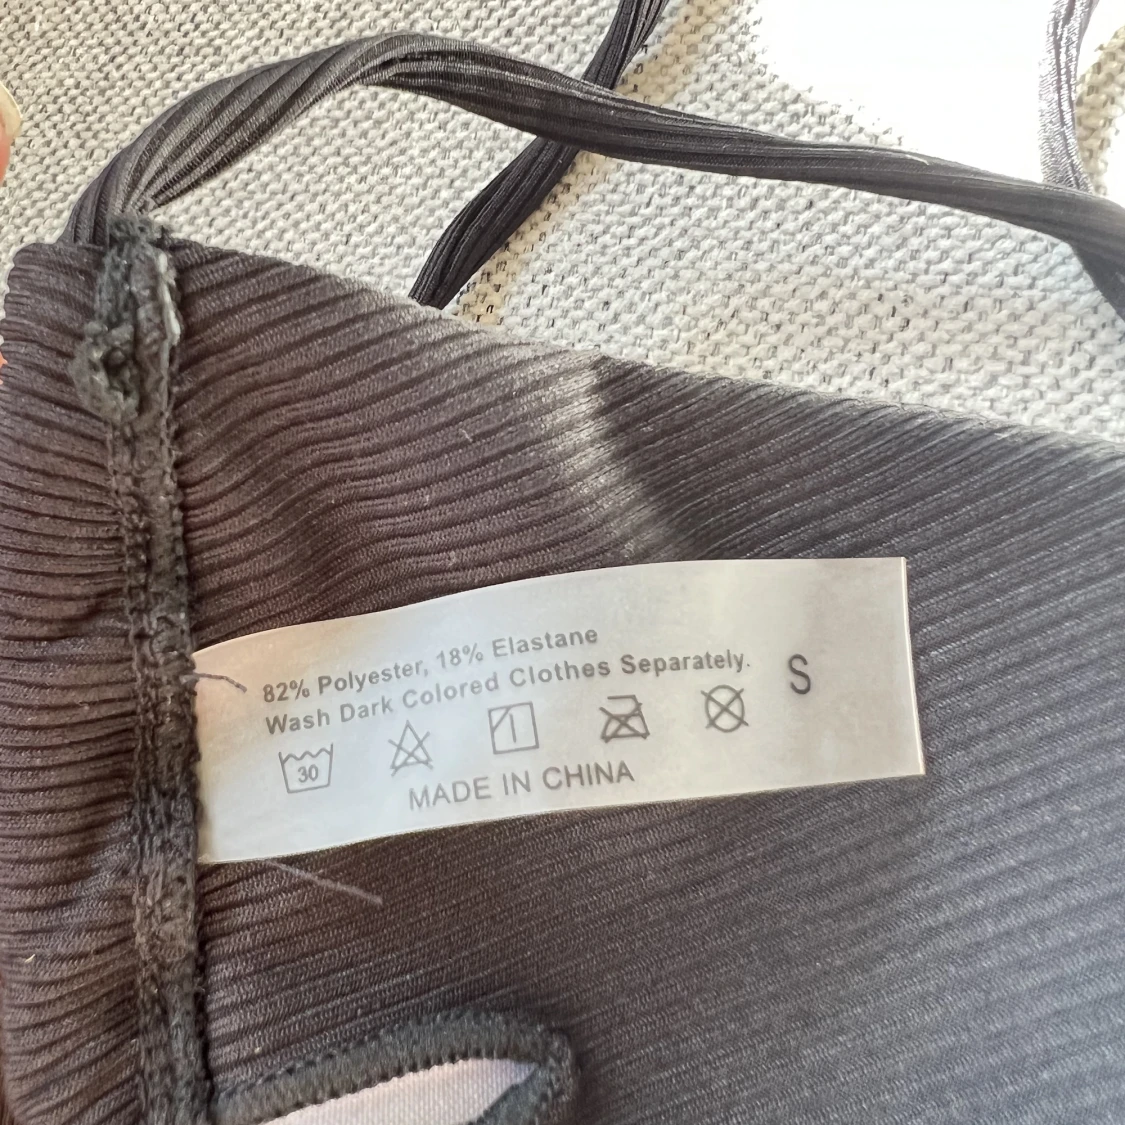 82% Polyester, 18% Elastane
Wash Dark Colored Clothes Separately.
S
30
MADE IN CHINA